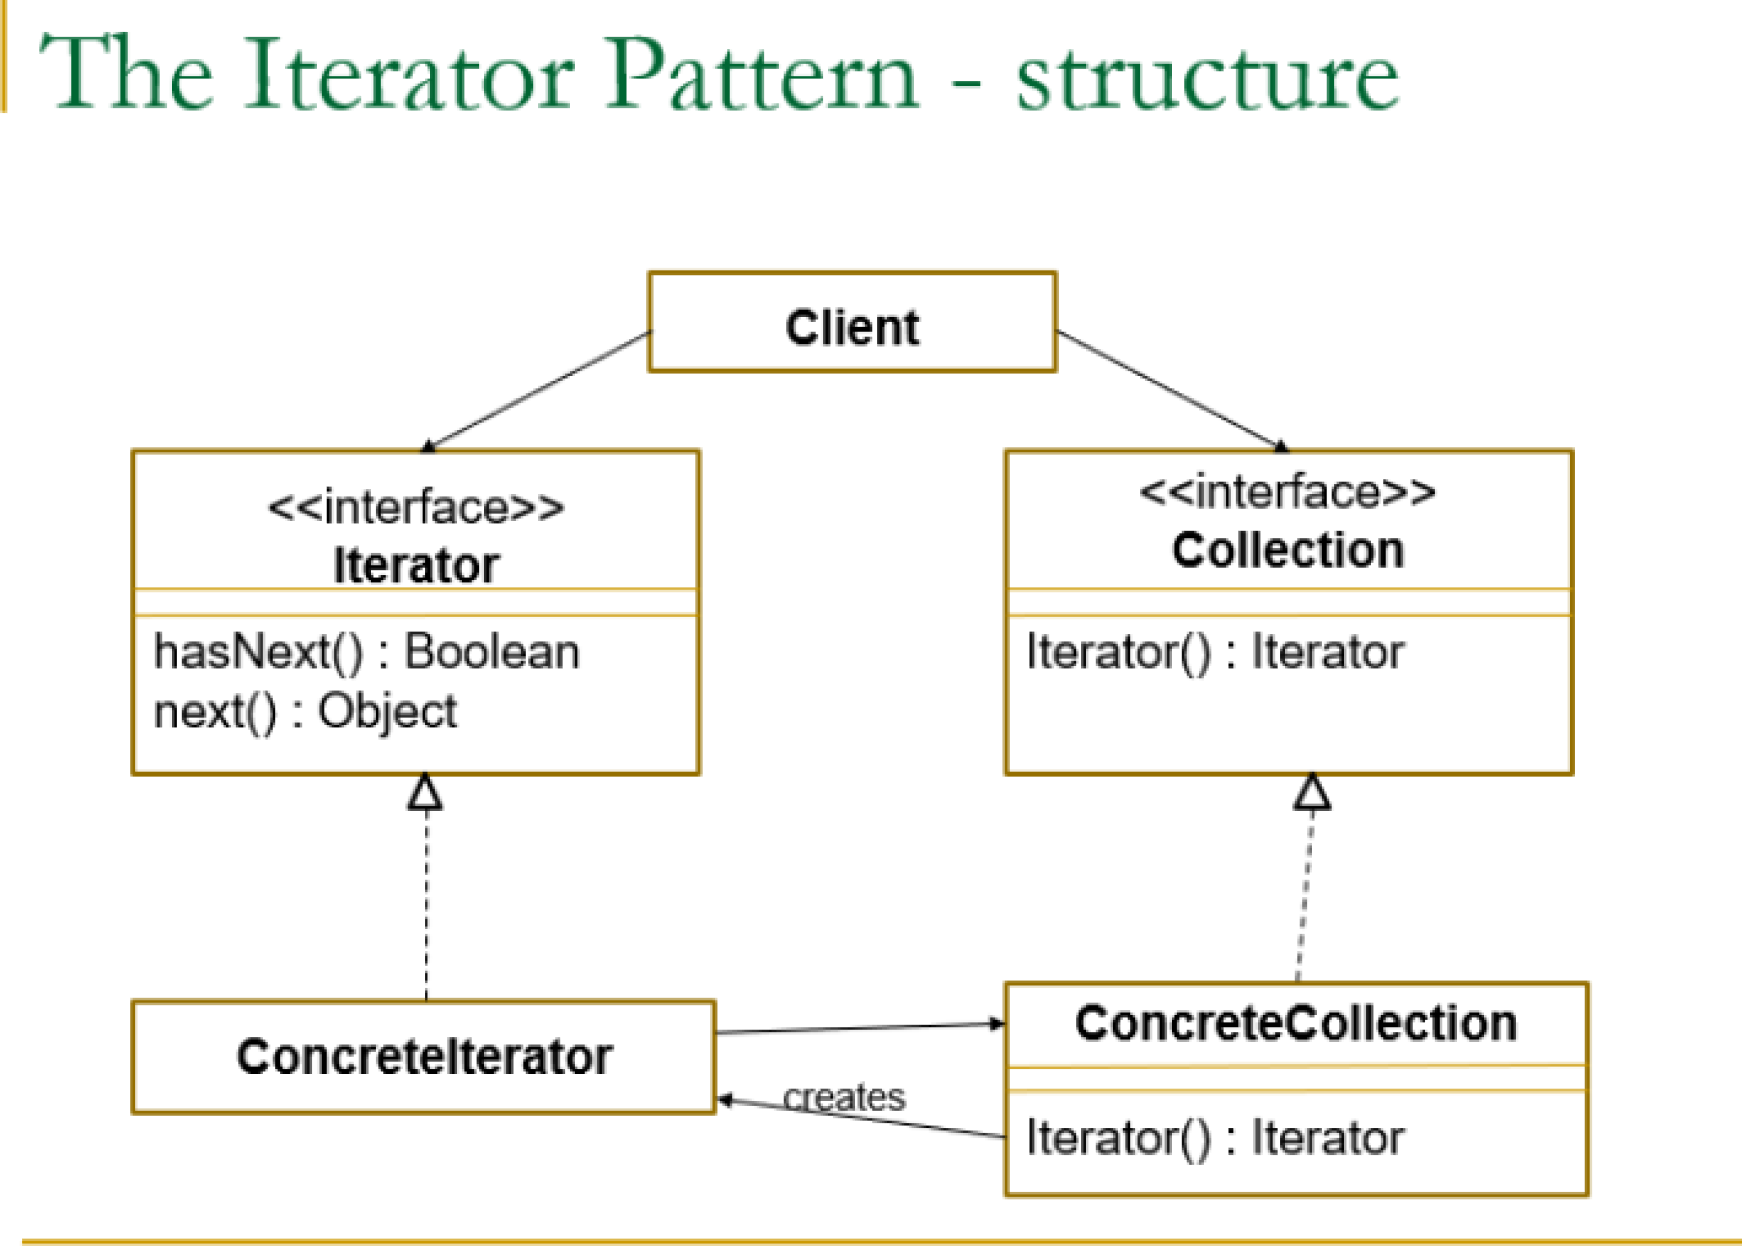 The Iterator Pattern - structure
Client
<<interface>>
Iterator
hasNext() : Boolean
next() : Object
<<interface>>
Collection
Iterator() : Iterator
ConcreteIterator
creates
ConcreteCollection
Iterator() : Iterator